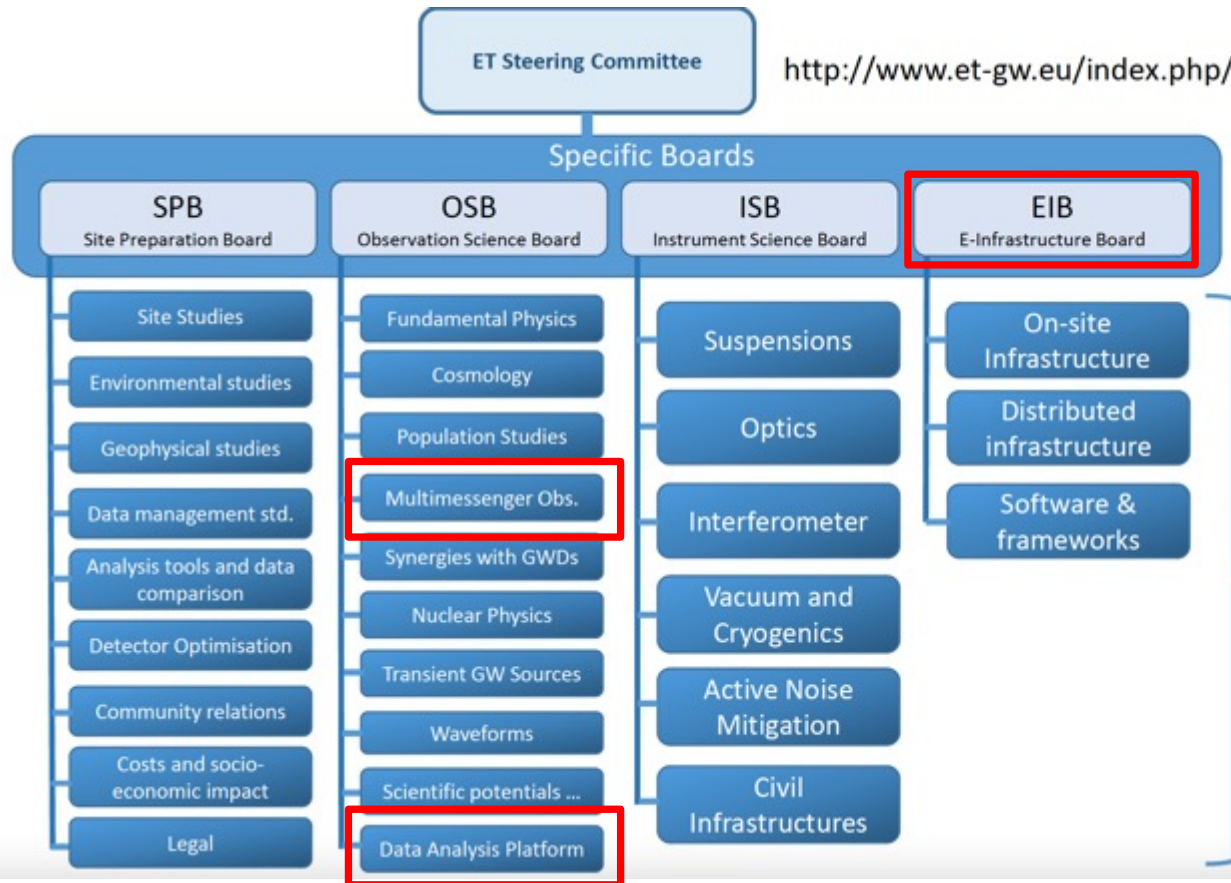 ET Steering Committee
http://www.et-gw.eu/index.php/
Specific Boards
SPB
Site Preparation Board
OSB
Observation Science Board
ISB
Instrument Science Board
EIB
E-Infrastructure Board
Site Studies
Environmental studies
Geophysical studies
Data management std.
Analysis tools and data
comparison
Detector Optimisation
Community relations
Costs and socio-
economic impact
Legal
Fundamental Physics
Cosmology
Population Studies
Multimessenger Obs.
Synergies with GWDs
Nuclear Physics
Transient GW Sources
Waveforms
Scientific potentials ...
Data Analysis Platform
Suspensions
Optics
Interferometer
Vacuum and
Cryogenics
Active Noise
Mitigation
Civil
Infrastructures
On-site
Infrastructure
Distributed
infrastructure
Software &
frameworks